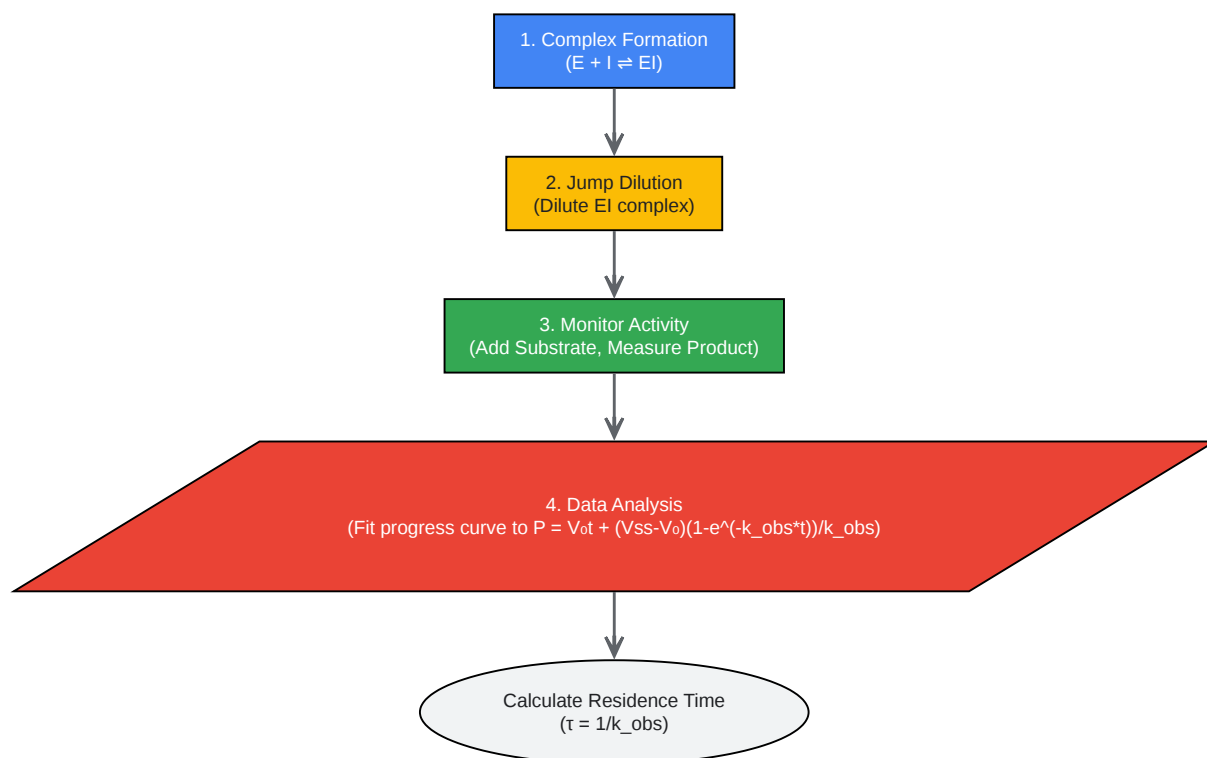 1. Complex Formation
(E + I ⇌ EI)
2. Jump Dilution
(Dilute EI complex)
3. Monitor Activity
(Add Substrate, Measure Product)
4. Data Analysis
(Fit progress curve to P = V₀t + (Vss-V₀)(1-e^(-k_obs*t))/k_obs)
Calculate Residence Time
(τ = 1/k_obs)